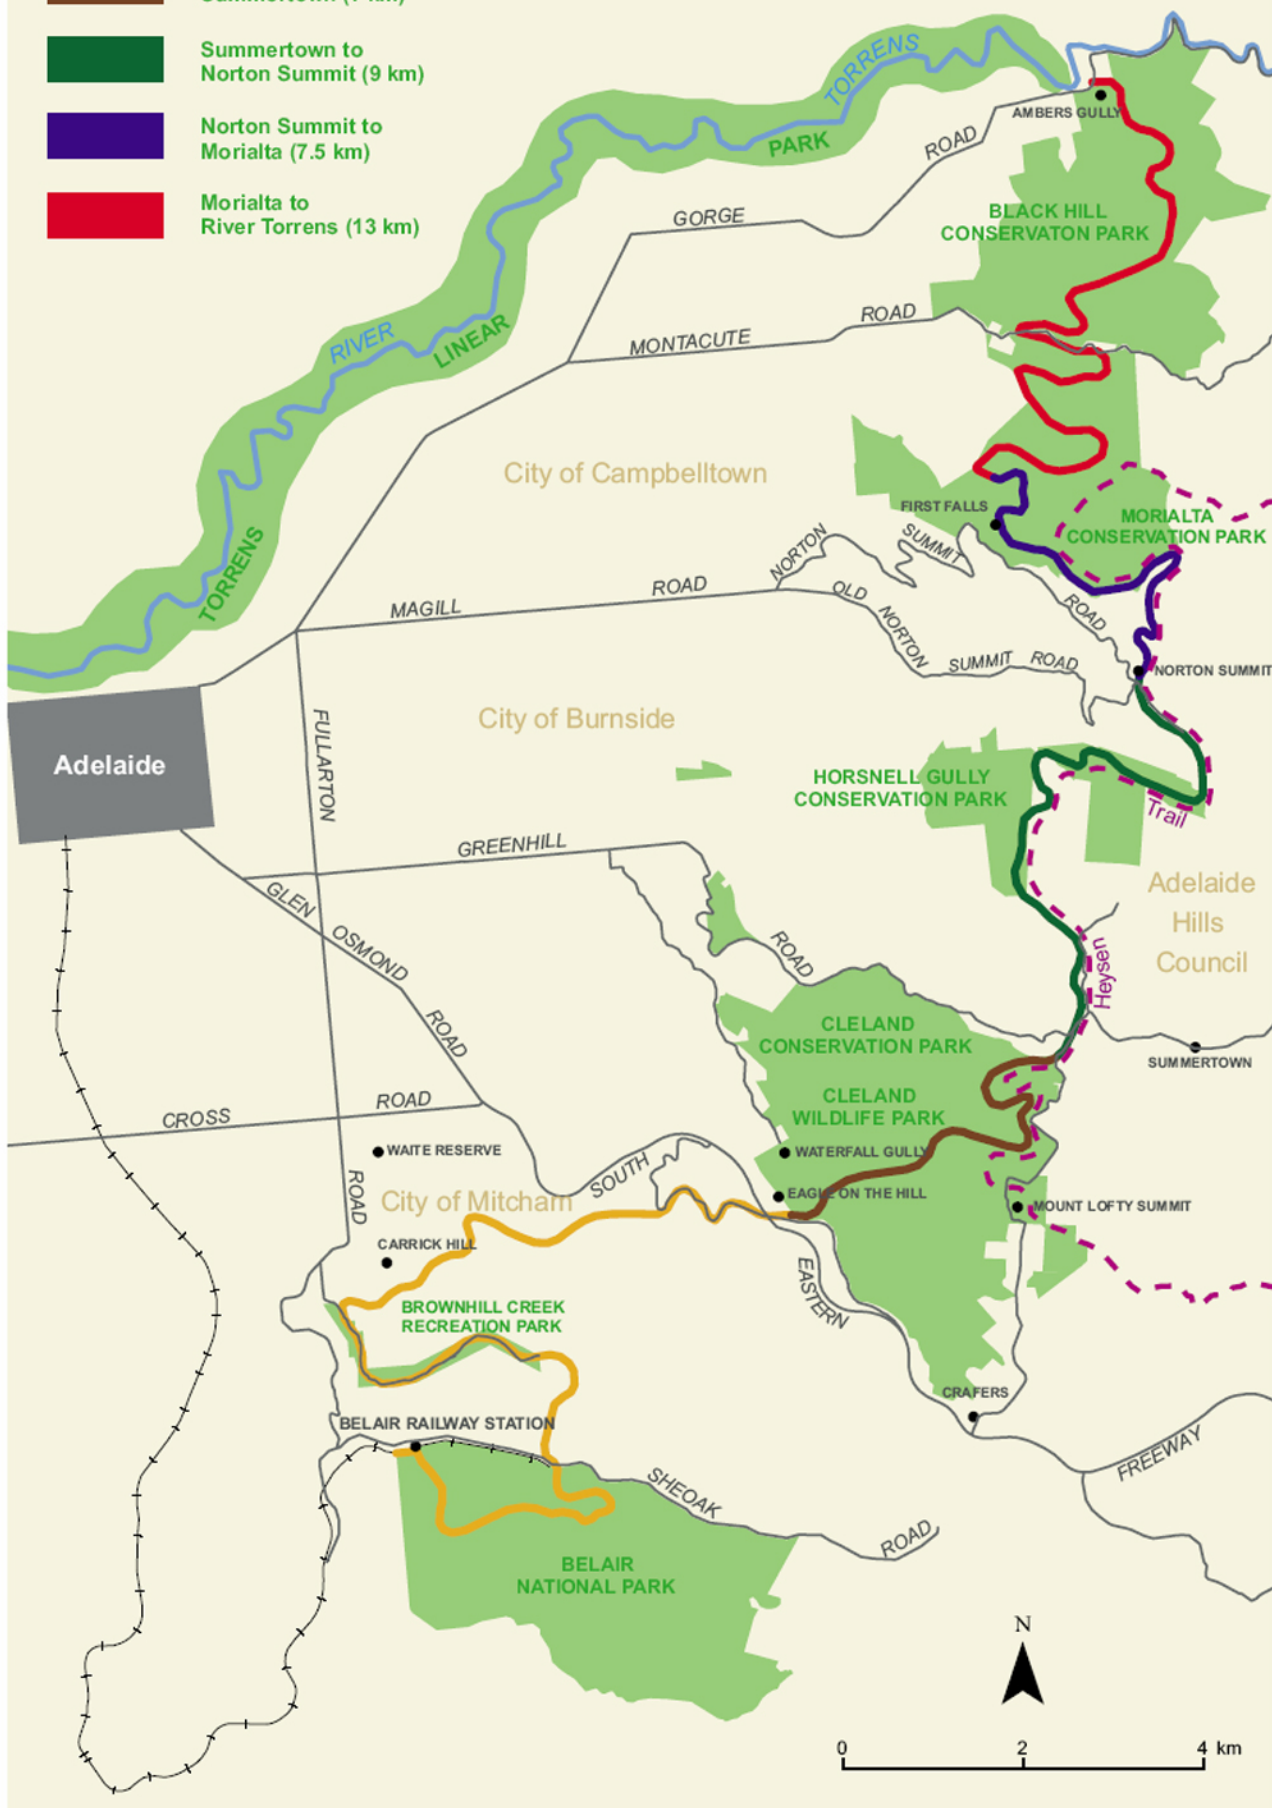 Summertown (7 km)
Summertown to
Norton Summit (9 km)
Norton Summit to
Morialta (7.5 km)
Morialta to
River Torrens (13 km)
TORRENS
AMBERS GULLY
PARK
ROAD
GORGE
BLACK HILL
CONSERVATON PARK
ROAD
MONTACUTE
RIVER
LINEAR
City of Campbelltown
FIRST FALLS
MORIALTA
CONSERVATION PARK
NORTON
SUMMIT
ROAD
TORRENS
MAGILL
ROAD
OLD
NORTON
SUMMIT
ROAD
NORTON SUMMIT
FULLARTON
City of Burnside
Adelaide
HORSNELL GULLY
CONSERVATION PARK
Trail
GREENHILL
GLEN
OSMOND
ROAD
ROAD
Adelaide
Hills
Council
Heysen
CLELAND
CONSERVATION PARK
SUMMERTOWN
CLELAND
WILDLIFE PARK
CROSS
ROAD
WAITE RESERVE
WATERFALL GULLY
SOUTH
EAGLE ON THE HILL
ROAD
City of Mitcham
MOUNT LOFTY SUMMIT
CARRICK HILL
EASTERN
BROWNHILL CREEK
RECREATION PARK
CRAFERS
BELAIR RAILWAY STATION
FREEWAY
SHEOAK
ROAD
BELAIR
NATIONAL PARK
N
0 2 4 km